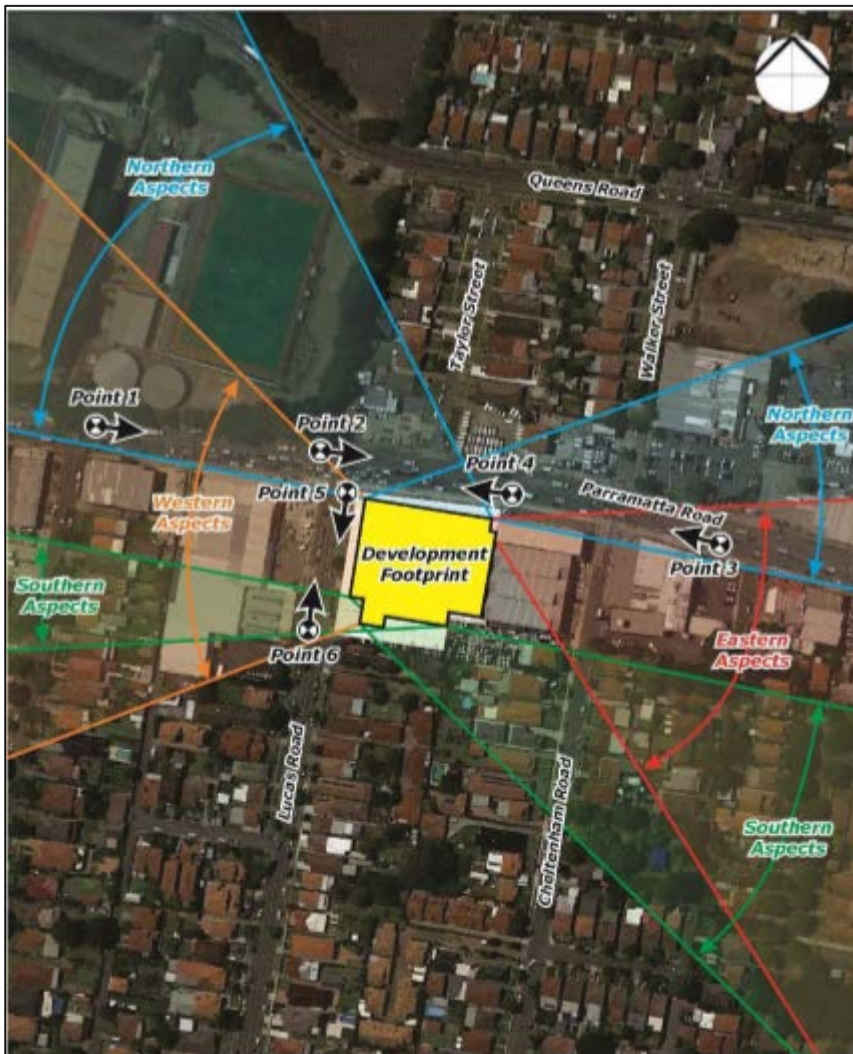 Northern
Aspects
Queens Road
Taylor Street
Walker Street
Point 1
Point 2
Northern
Aspects
Point 4
Point 5
Western
Aspects
Parramatta Road
Development
Footprint
Point 3
Southern
Aspects
Point 6
Eastern
Aspects
Lucas Road
Cheltenham Road
Southern
Aspects